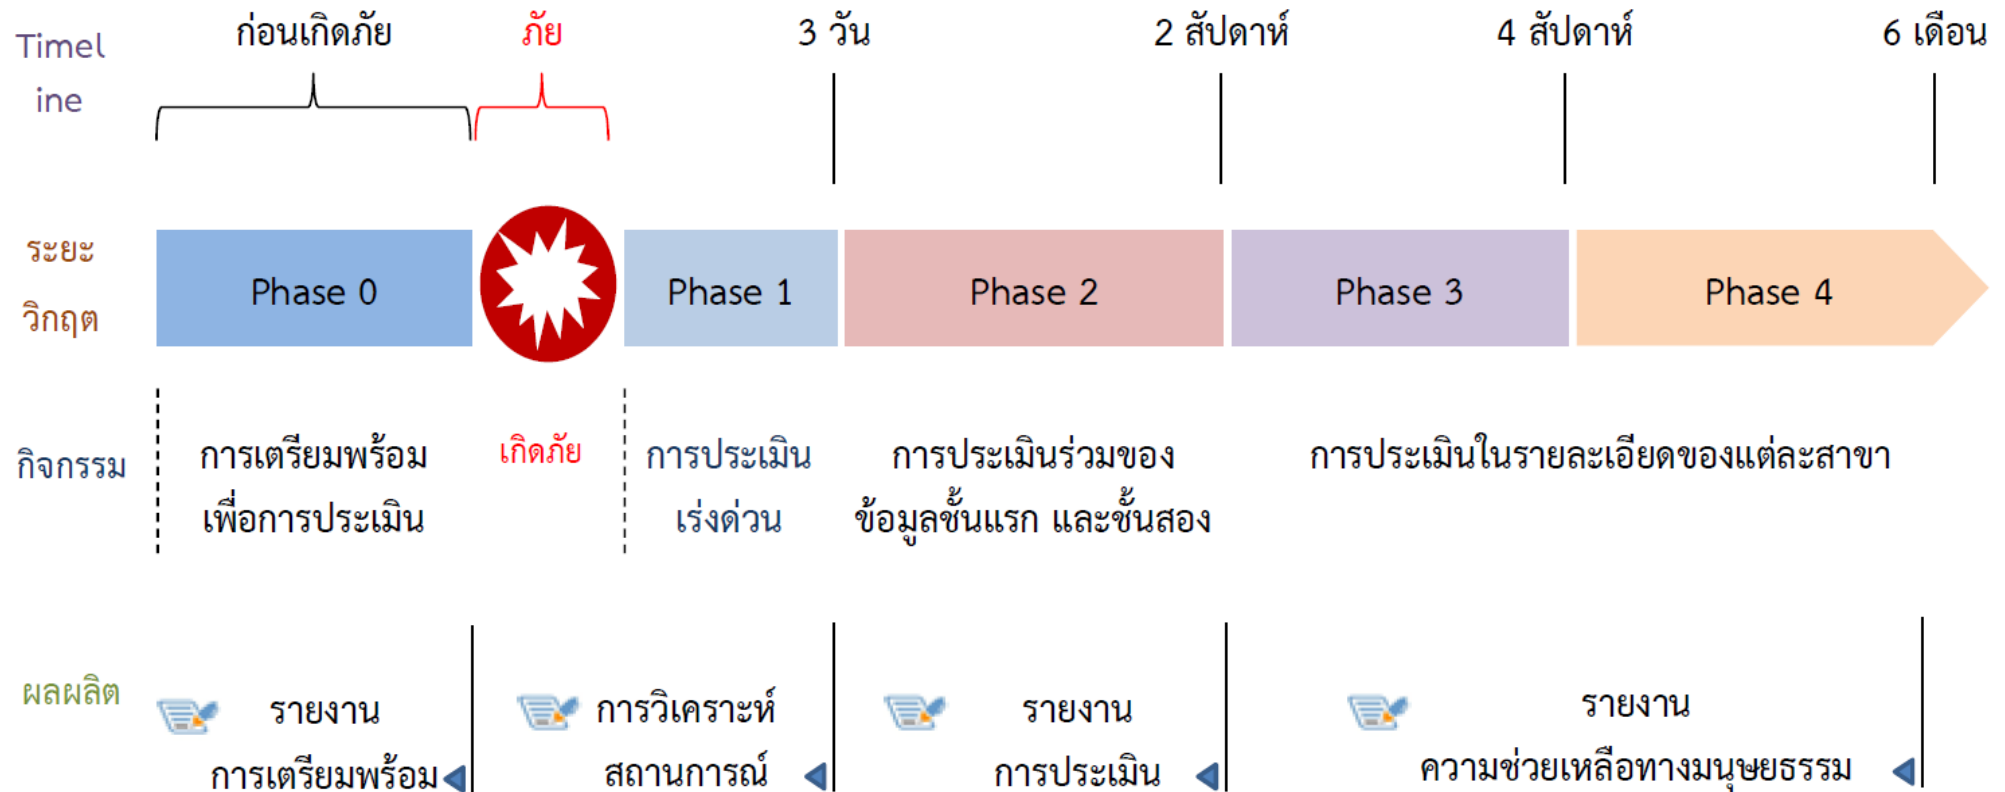 Timel
ine
ก่อนเกิดภัย
ภัย
3 วัน
2 สัปดาห์
4 สัปดาห์
6 เดือน
ระยะ
วิกฤต
Phase 0
Phase 1
Phase 2
Phase 3
Phase 4
กิจกรรม
การเตรียมพร้อม
เพื่อการประเมิน
เกิดภัย
การประเมิน
เร่งด่วน
การประเมินร่วมของ
ข้อมูลชั้นแรก และชั้นสอง
การประเมินในรายละเอียดของแต่ละสาขา
ผลผลิต
รายงาน
การเตรียมพร้อม
การวิเคราะห์
สถานการณ์
รายงาน
การประเมิน
รายงาน
ความช่วยเหลือทางมนุษยธรรม